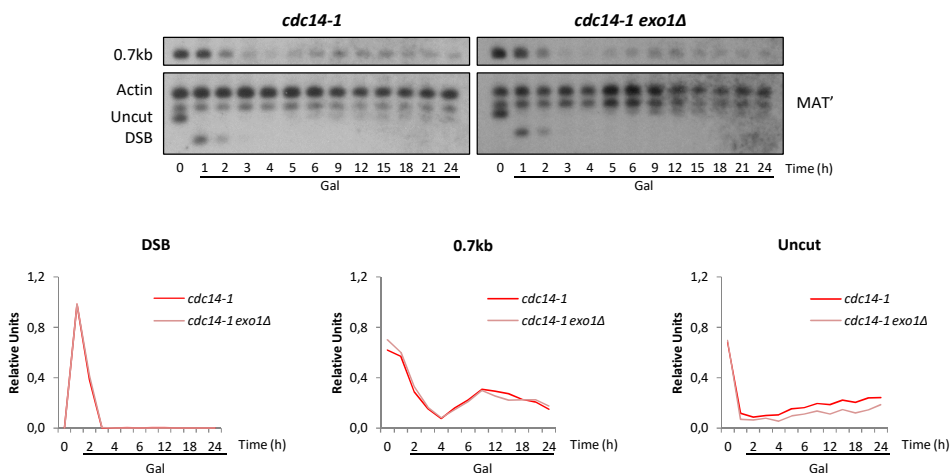 cdc14-1 cdc14-1 exo1Δ
0.7kb
Actin
Uncut
DSB
MAT’
0 1 2 3 4 5 6 9 12 15 18 21 24 0 1 2 3 4 5 6 9 12 15 18 21 24 Time (h)
Gal Gal
DSB
Relative Units
1,2
0,8
0,4
0,0
cdc14-1
cdc14-1 exo1Δ
0 2 4 6 12 18 24 Time (h)
Gal
0.7kb
Relative Units
1,2
0,8
0,4
0,0
cdc14-1
cdc14-1 exo1Δ
0 2 4 6 12 18 24 Time (h)
Gal
Uncut
Relative Units
1,2
0,8
0,4
0,0
cdc14-1
cdc14-1 exo1Δ
0 2 4 6 12 18 24 Time (h)
Gal